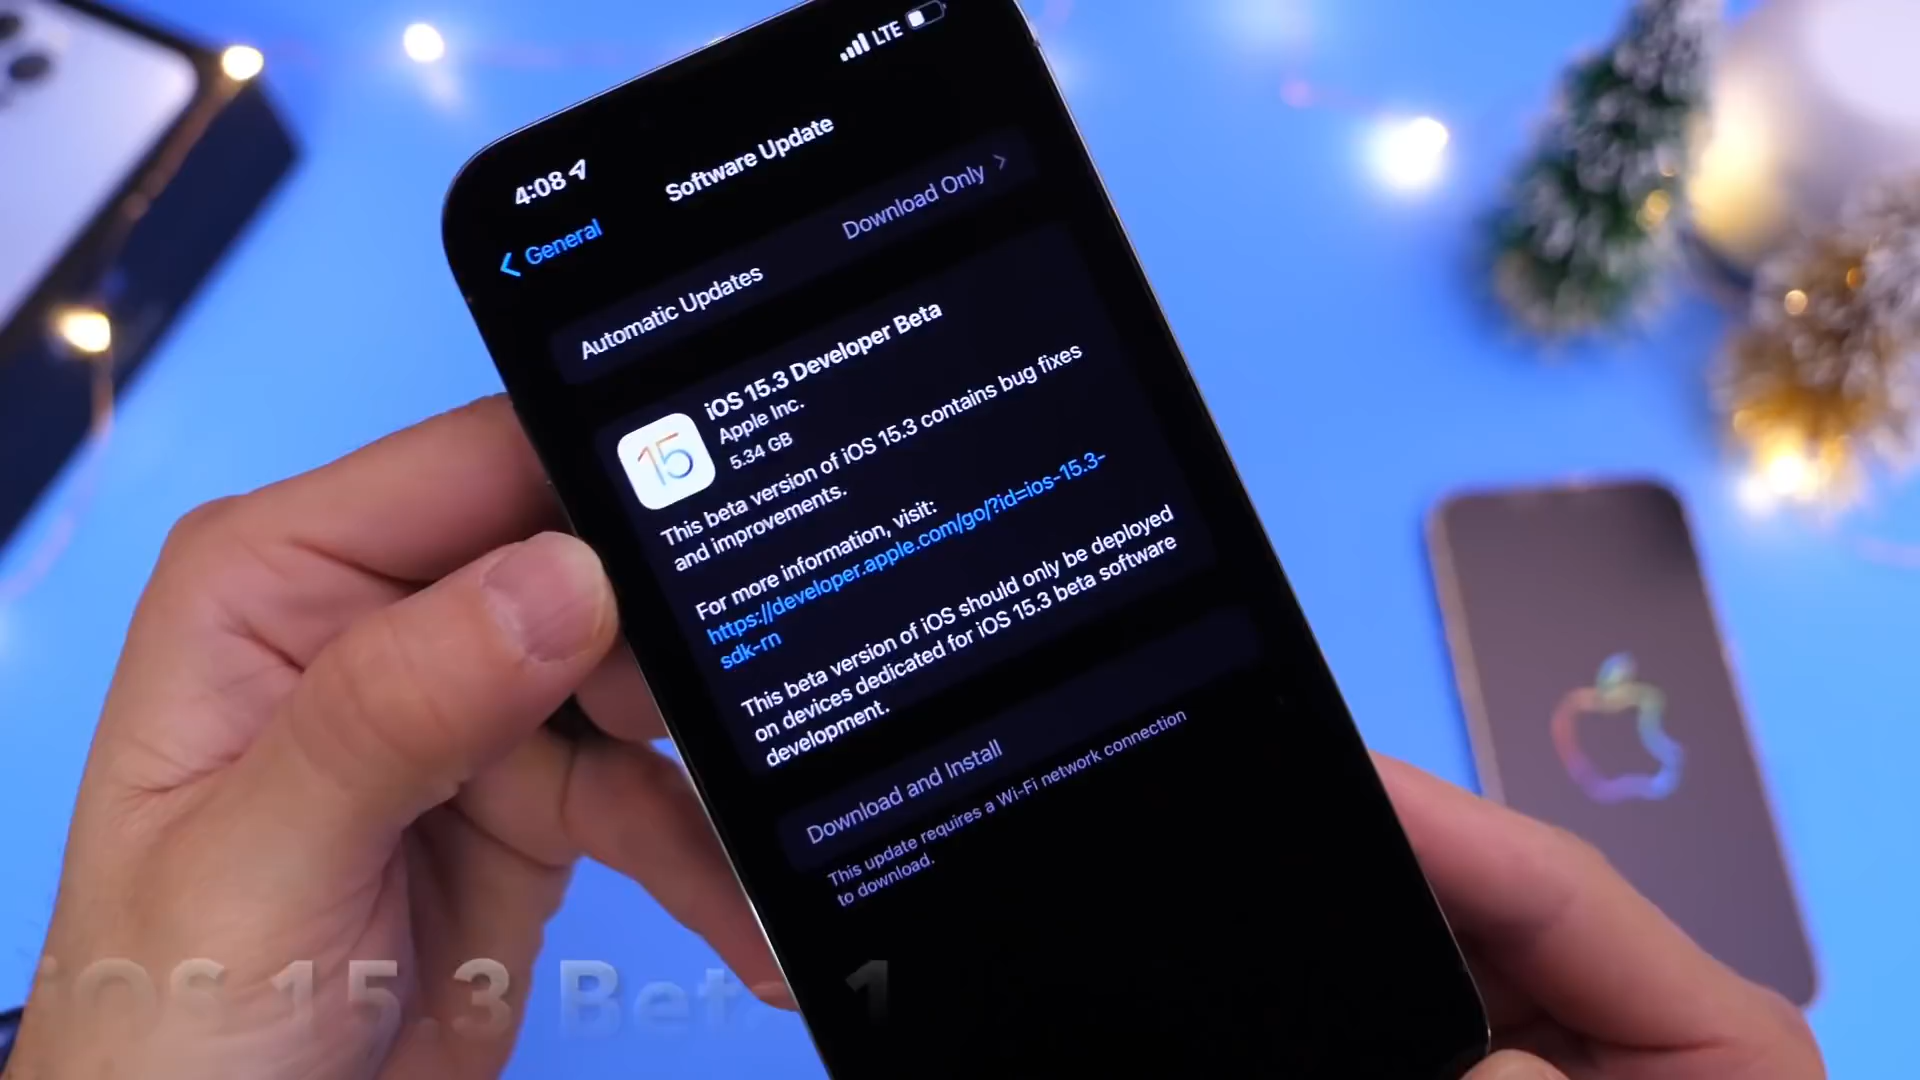 LTE
4:08
Software Update
General
Automatic Updates
Download Only
15
iOS 15.3 Developer Beta
Apple Inc.
5.34 GB
This beta version of iOS 15.3 contains bug fixes
and improvements.
For more information, visit:
https://developer.apple.com/go/?id=ios-15.3-
sdk-rn
This beta version of iOS should only be deployed
on devices dedicated for iOS 15.3 beta software
development.
Download and Install
This update requires a Wi-Fi network connection
to download.
iOS 15.3 Beta 1